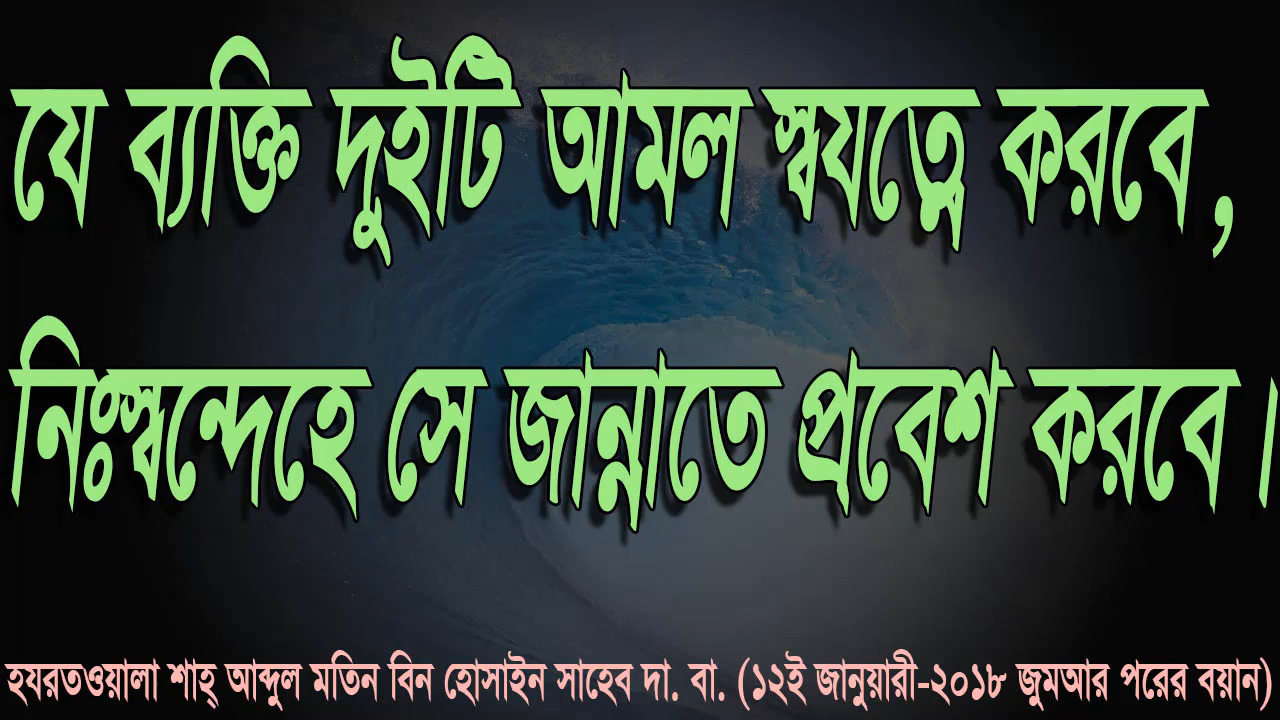 যে ব্যক্তি দুইটি আমল স্বযত্নে করবে,
নিঃস্বন্দেহে সে জান্নাতে প্রবেশ করবে।
হযরতওয়ালা শাহ্ আব্দুল মতিন বিন হোসাইন সাহেব দা. বা. (১২ই জানুয়ারী-২০১৮ জুমআর পরের বয়ান)